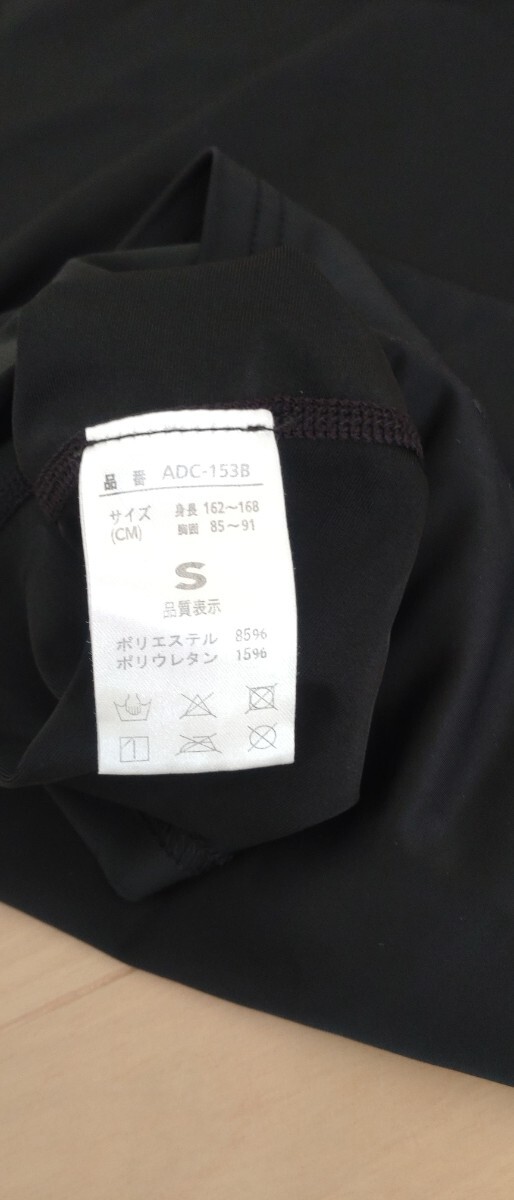 品 番 ADC-153B
サイズ 身長 162～168
(CM) 胸囲 85～91
S
品質表示
ポリエステル 85%
ポリウレタン 15%